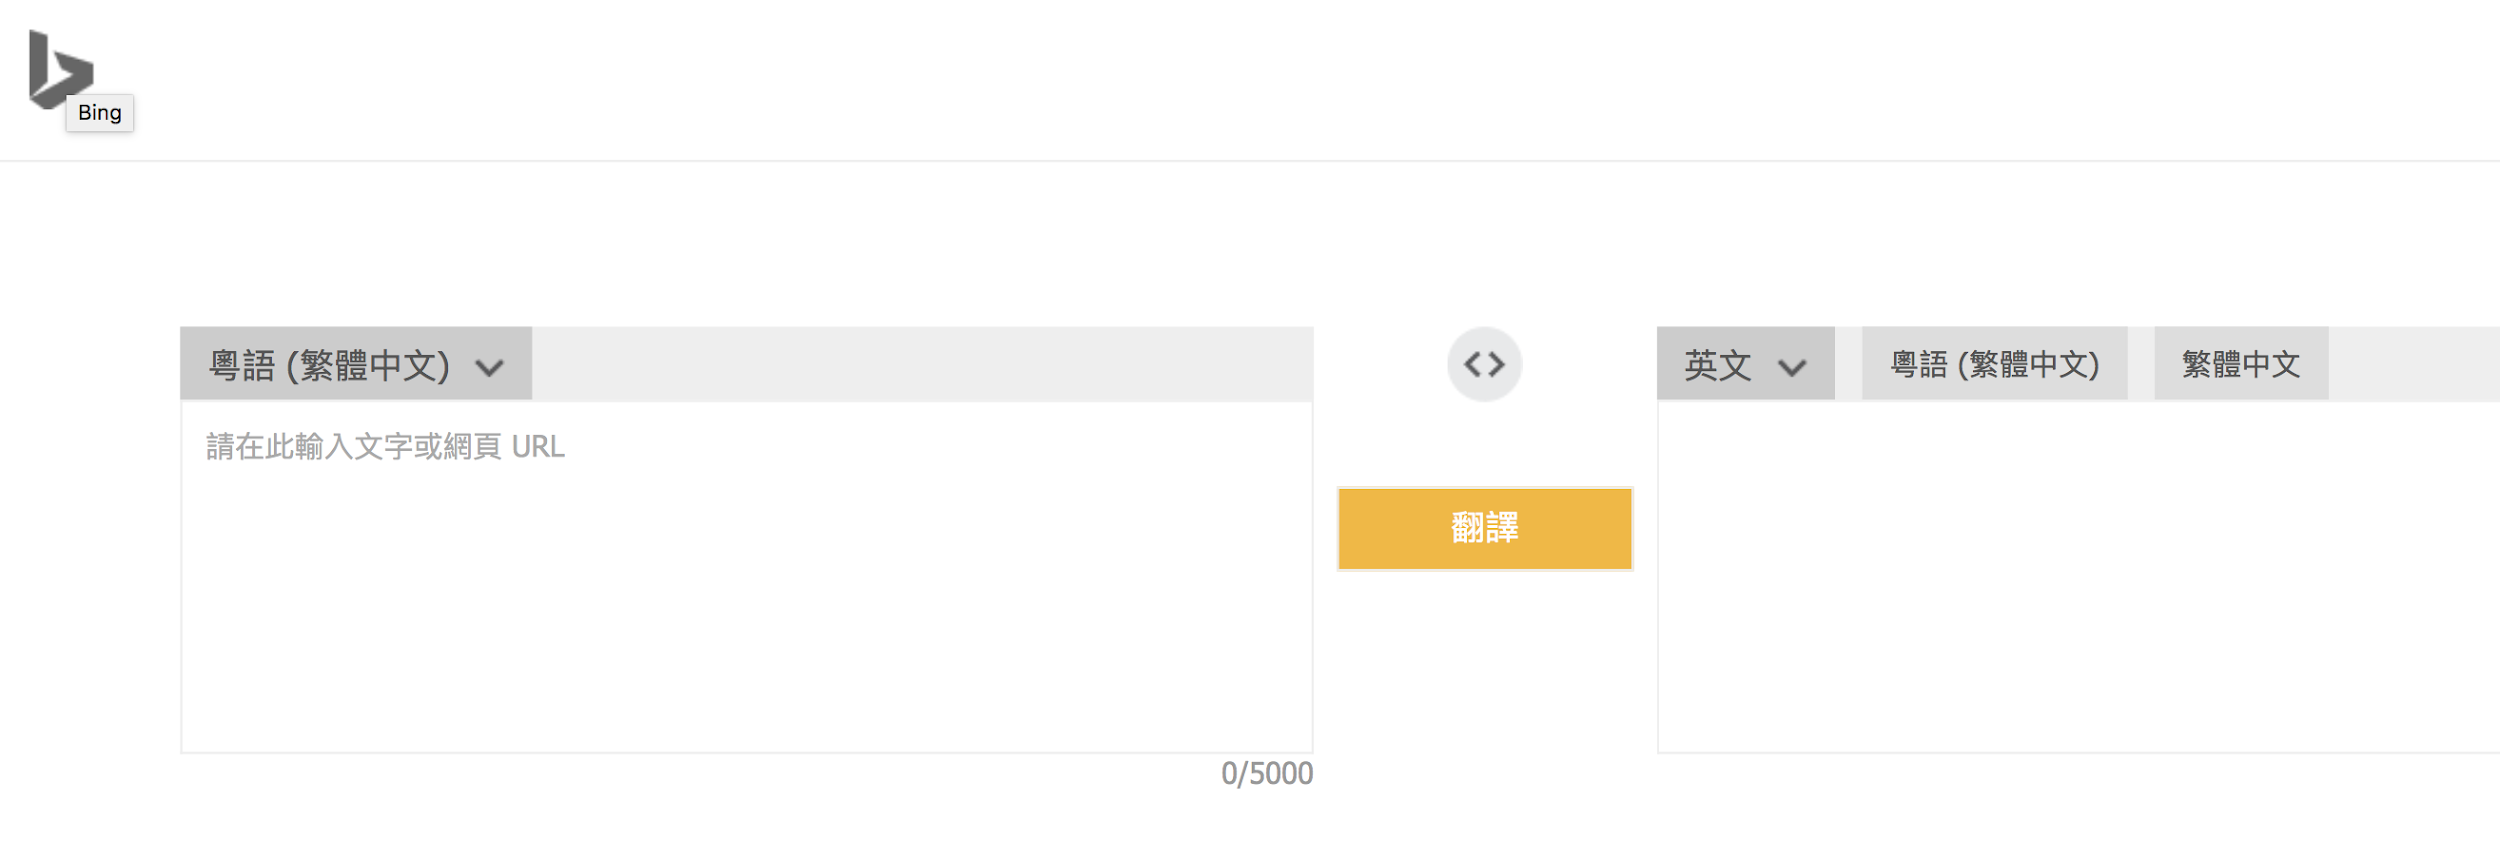 Bing
粵語 (繁體中文)
英文
粵語 (繁體中文)
繁體中文
請在此輸入文字或網頁 URL
翻譯
0/5000